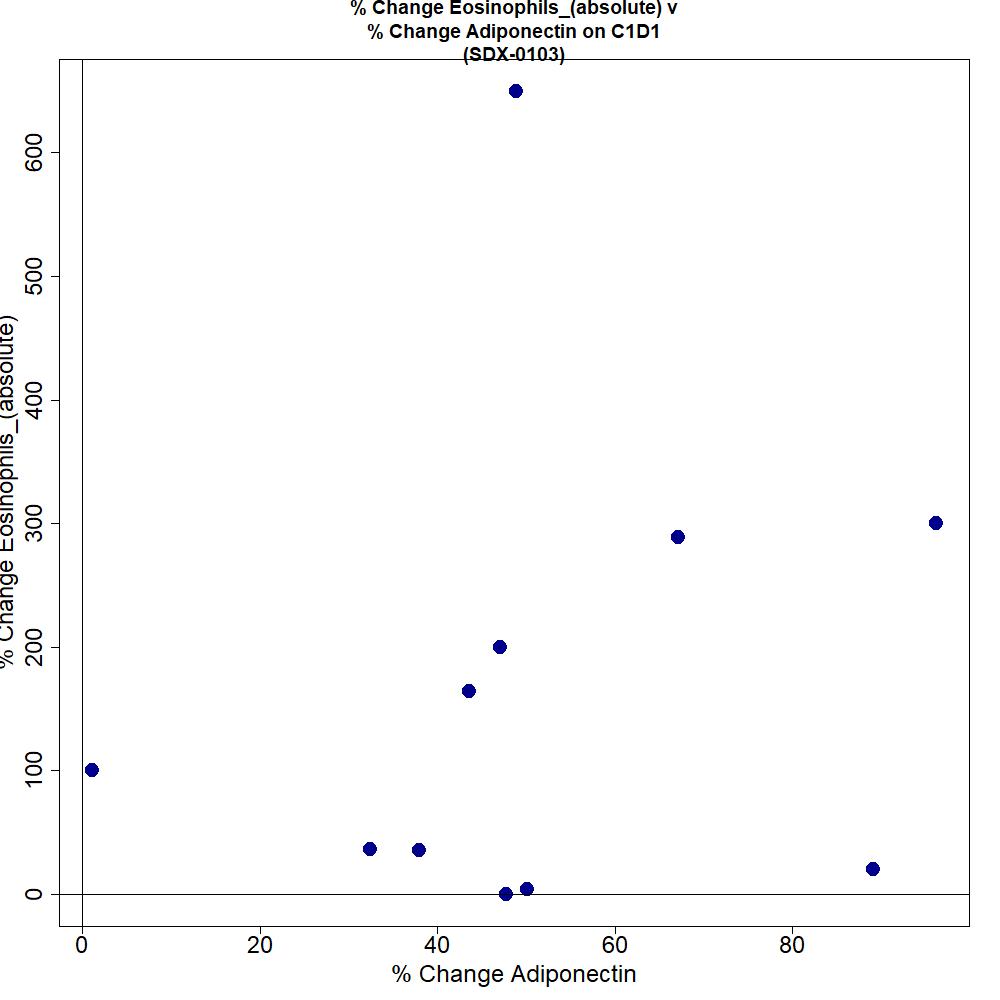 % Change Eosinophils_(absolute) v
% Change Adiponectin on C1D1
(SDX-0103)
% Change Eosinophils_(absolute)
600
500
400
300
200
100
0
0 20 40 60 80
% Change Adiponectin